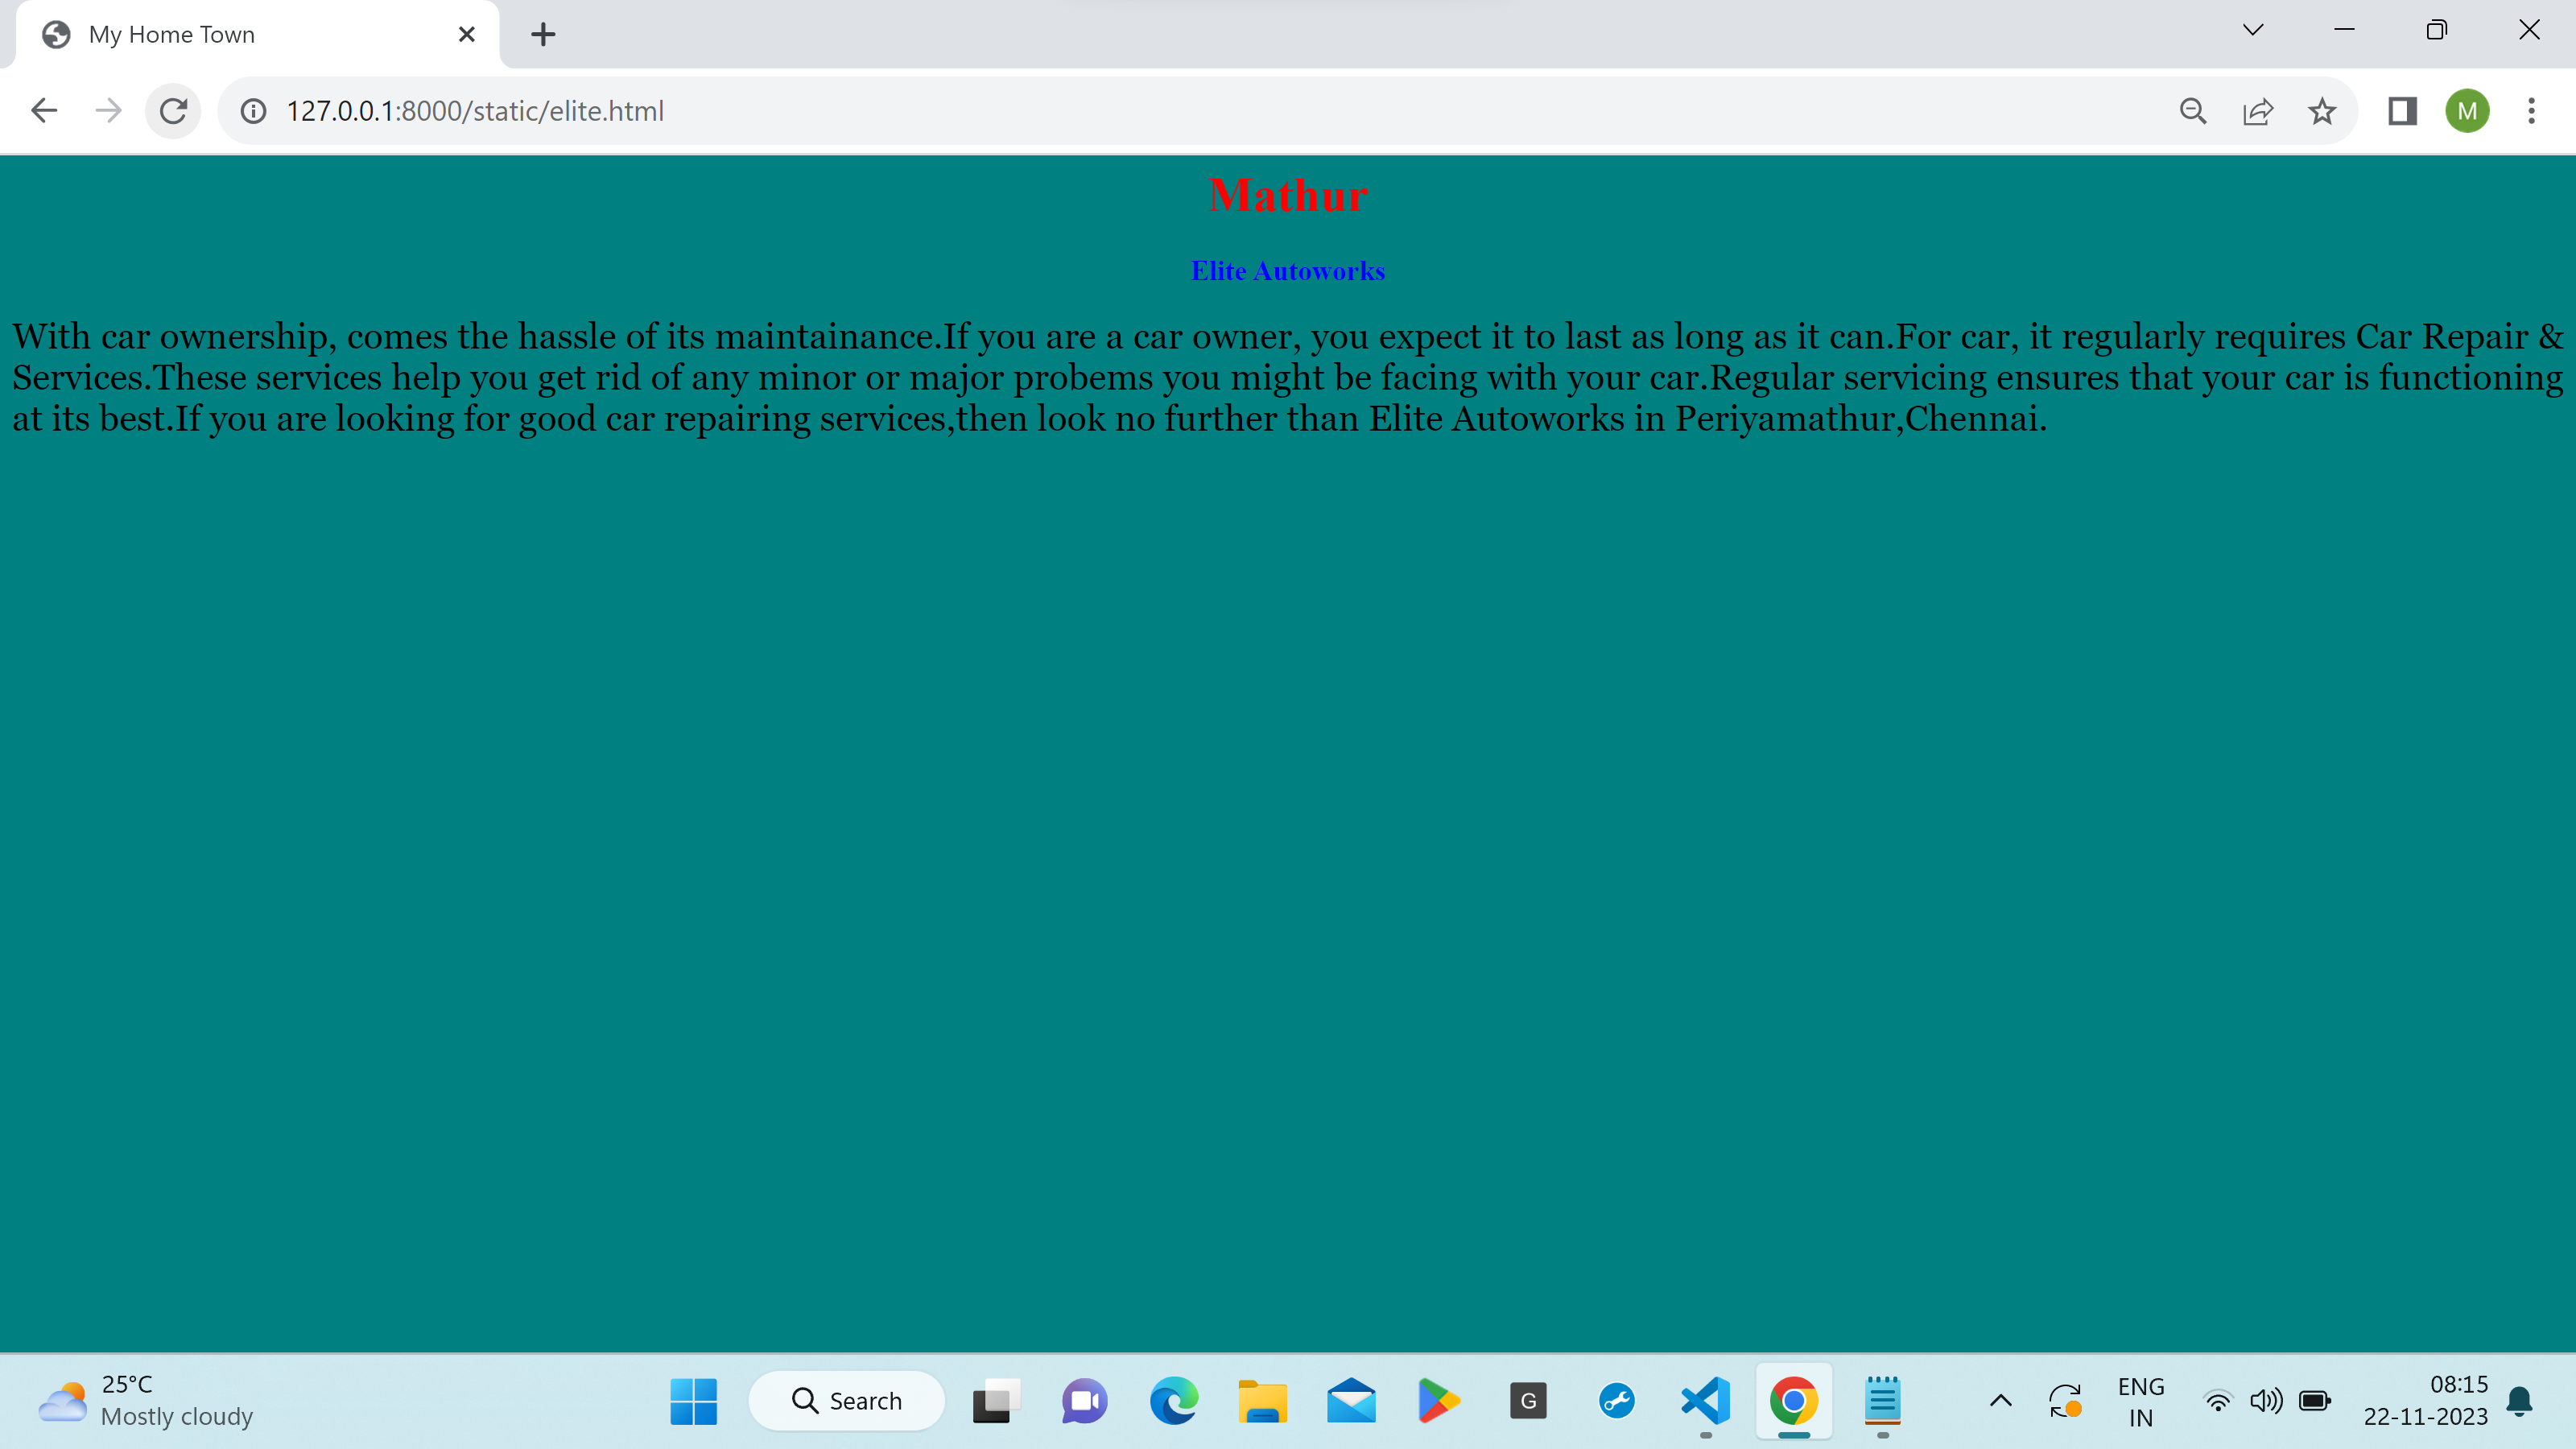 My Home Town
127.0.0.1:8000/static/elite.html
M
Mathur
Elite Autoworks
With car ownership, comes the hassle of its maintainance.If you are a car owner, you expect it to last as long as it can.For car, it regularly requires Car Repair &
Services.These services help you get rid of any minor or major probems you might be facing with your car.Regular servicing ensures that your car is functioning
at its best.If you are looking for good car repairing services,then look no further than Elite Autoworks in Periyamathur,Chennai.
25°C
Mostly cloudy
Search
G
ENG
IN
08:15
22-11-2023